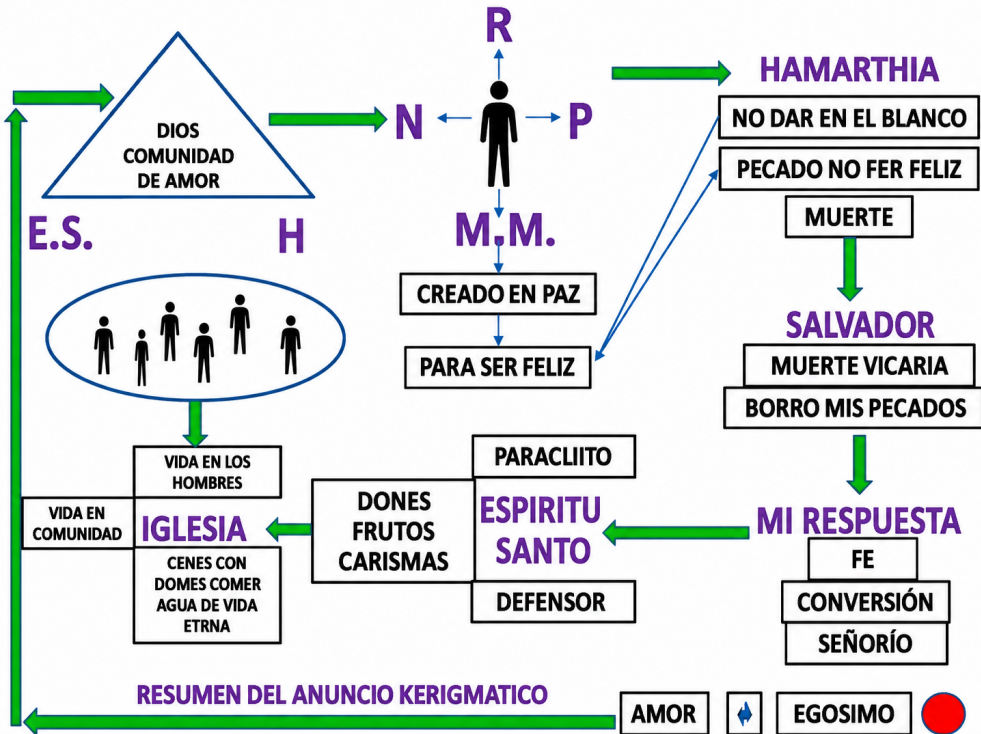 R
HAMARTHIA
NO DAR EN EL BLANCO
PECADO NO FER FELIZ
MUERTE
DIOS
COMUNIDAD
DE AMOR
N
P
E.S.
H
M.M.
CREADO EN PAZ
PARA SER FELIZ
SALVADOR
MUERTE VICARIA
BORRO MIS PECADOS
MI RESPUESTA
FE
CONVERSIÓN
SEÑORÍO
PARACLIITO
ESPIRITU
SANTO
DEFENSOR
DONES
FRUTOS
CARISMAS
VIDA EN LOS
HOMBRES
VIDA EN
COMUNIDAD
IGLESIA
CENES CON
DOMES COMER
AGUA DE VIDA
ETRNA
RESUMEN DEL ANUNCIO KERIGMATICO
AMOR
EGOSIMO